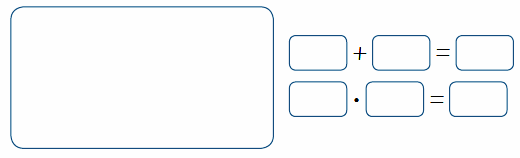 + =
· =